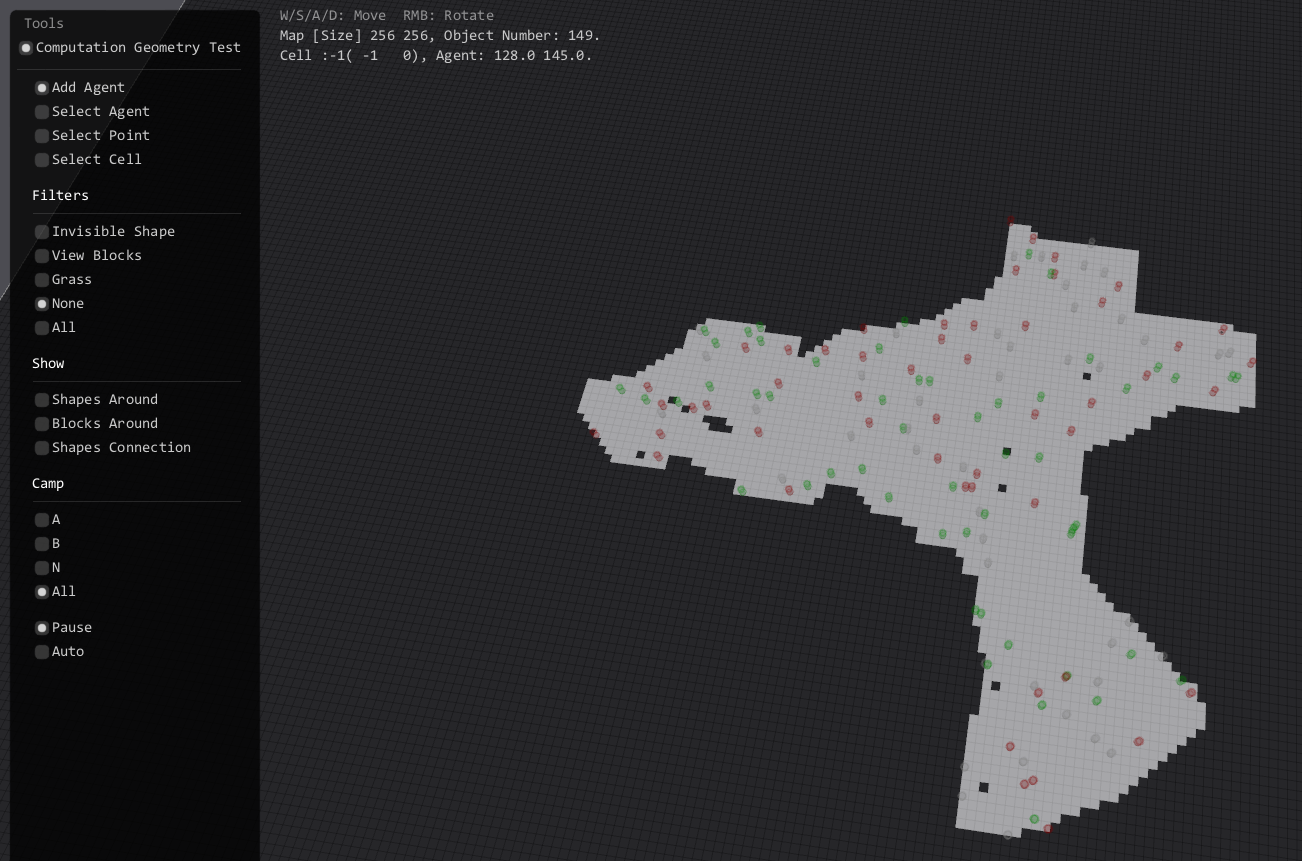 Tools
Computation Geometry Test
Add Agent
Select Agent
Select Point
Select Cell
Filters
Invisible Shape
View Blocks
Grass
None
All
Show
Shapes Around
Blocks Around
Shapes Connection
Camp
A
B
N
All
Pause
Auto
W/S/A/D: Move  RMB: Rotate
Map [Size] 256 256, Object Number: 149.
Cell :-1( -1   0), Agent: 128.0 145.0.